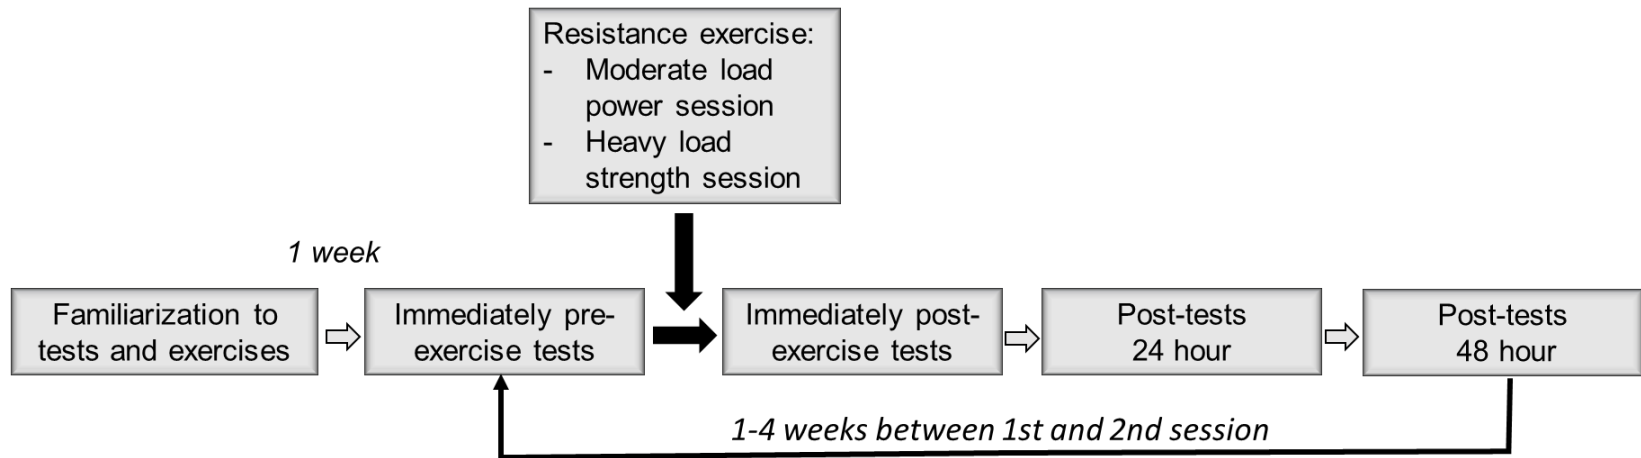 Resistance exercise:
- Moderate load
power session
- Heavy load
strength session
1 week
Familiarization to
tests and exercises
Immediately pre-
exercise tests
Immediately post-
exercise tests
Post-tests
24 hour
Post-tests
48 hour
1-4 weeks between 1st and 2nd session